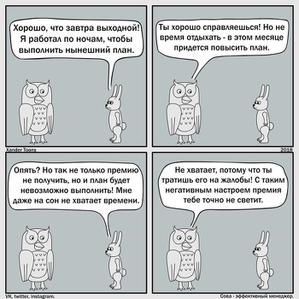 Хорошо, что завтра выходной!
Я работал по ночам, чтобы
выполнить нынешний план.
Ты хорошо справляешься! Но не
время отдыхать - в этом месяце
придется повысить план.
Xander Toons
2018
Опять? Но так не только премию
не получить, но и план будет
невозможно выполнить! Мне
даже на сон не хватает времени.
Не хватает, потому что ты
тратишь его на жалобы! С таким
негативным настроем премия
тебе точно не светит.
VK, twitter, instagram.
Сова - эффективный менеджер.